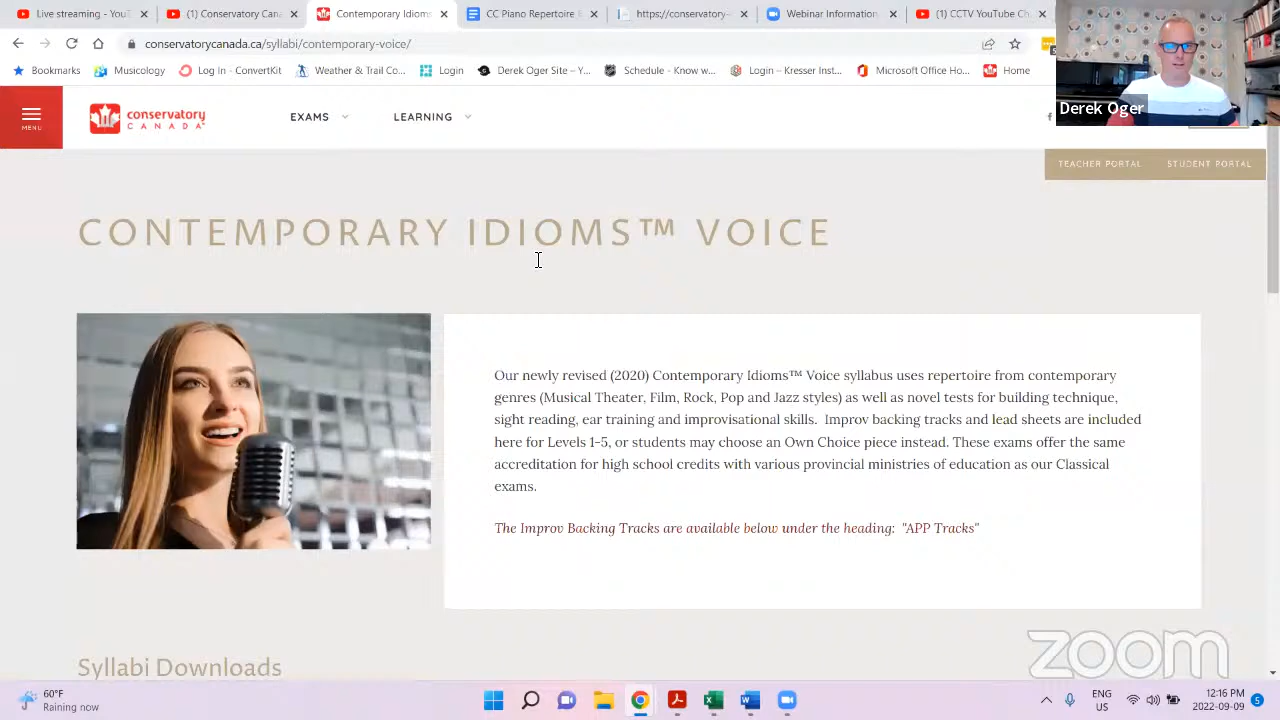 (1) Livestreaming - You
(1) Conservatory Can
Contemporary Idioms
CC Piano Repertoire S
https://conservatory-
Webinar Information
(1) CCTV YouTube C
conservatorycanada.ca/syllabi/contemporary-voice/
Bookmarks
Musicolog
Log In - ConvertKit
Weather & Trail Co...
Login
Derek Oger Site – Y...
Schedule - Know w...
Login – Kresser Inst...
Microsoft Office Ho...
Home
Derek Oger
MENU
conservatory
CANADA
EXAMS
LEARNING
TEACHER PORTAL
STUDENT PORTAL
CONTEMPORARY IDIOMS™ VOICE
Our newly revised (2020) Contemporary Idioms™ Voice syllabus uses repertoire from contemporary
genres (Musical Theater, Film, Rock, Pop and Jazz styles) as well as novel tests for building technique,
sight reading, ear training and improvisational skills. Improv backing tracks and lead sheets are included
here for Levels 1-5, or students may choose an Own Choice piece instead. These exams offer the same
accreditation for high school credits with various provincial ministries of education as our Classical
exams.
The Improv Backing Tracks are available below under the heading: "APP Tracks"
Syllabi Downloads
zoom
60°F
Raining now
ENG
US
12:16 PM
2022-09-09
5